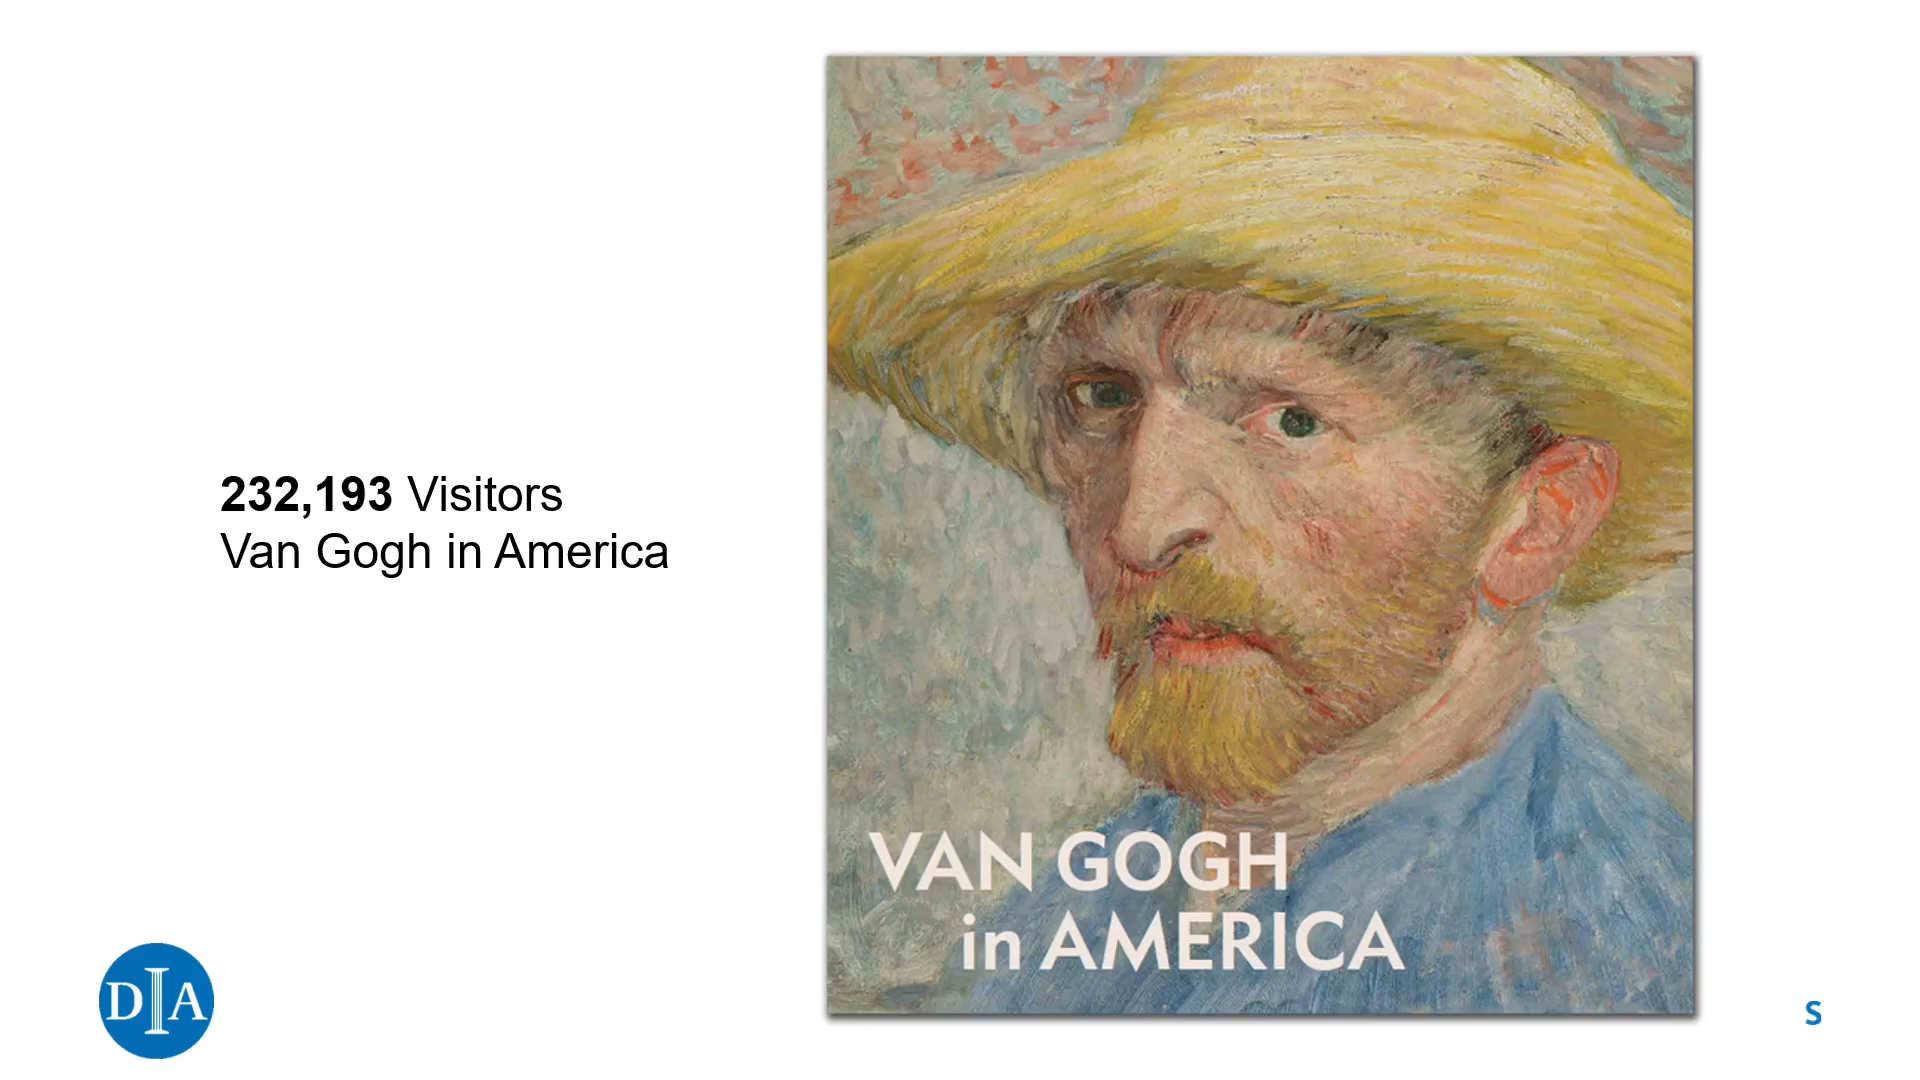 232,193 Visitors
Van Gogh in America
VAN GOGH
in AMERICA
DIA
S